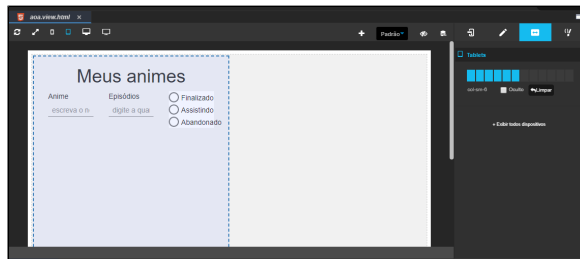 aoa.view.html ×
Padrão
Tablets
col-sm-6 Oculto Limpar
+ Exibir todos dispositivos
Meus animes
Anime Episódios Finalizado
escreva o n digite a qua Assistindo
Abandonado